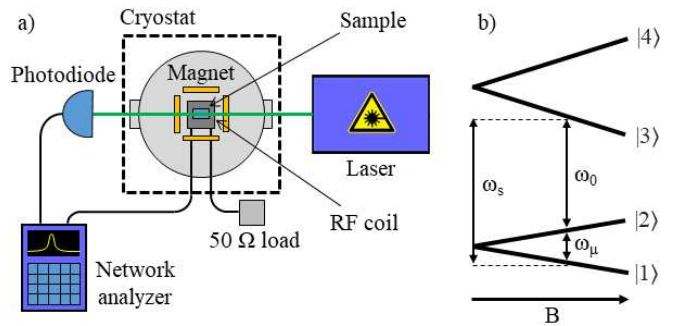 a)
Cryostat
Sample
b)
|4⟩
Photodiode
Magnet
|3⟩
Laser
ωs
ω0
RF coil
|2⟩
50 Ω load
ωμ
Network
analyzer
|1⟩
B